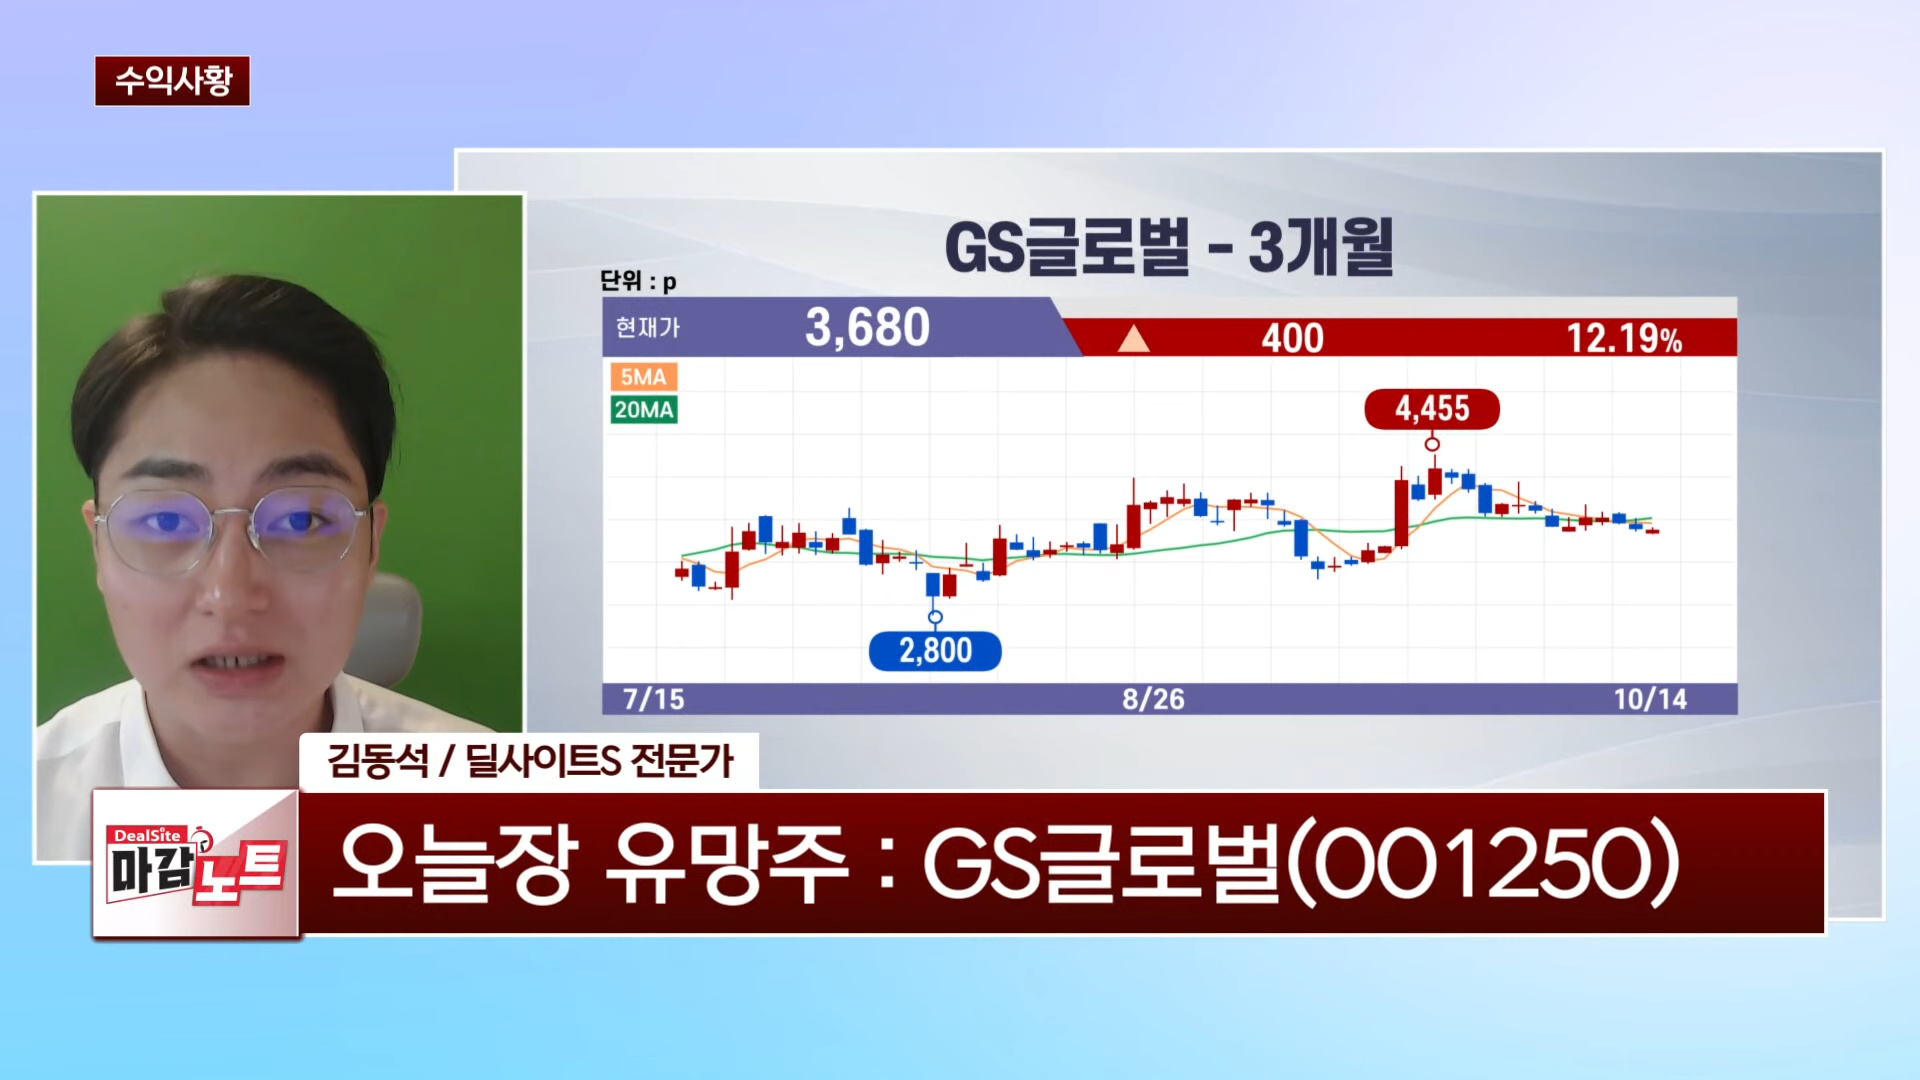 수익사황
GS글로벌 - 3개월
단위 : p
현재가 3,680 ▲ 400 12.19%
5MA
20MA
4,455
2,800
7/15 8/26 10/14
김동석 / 딜사이트S 전문가
DealSite
마감노트
오늘장 유망주 : GS글로벌(001250)